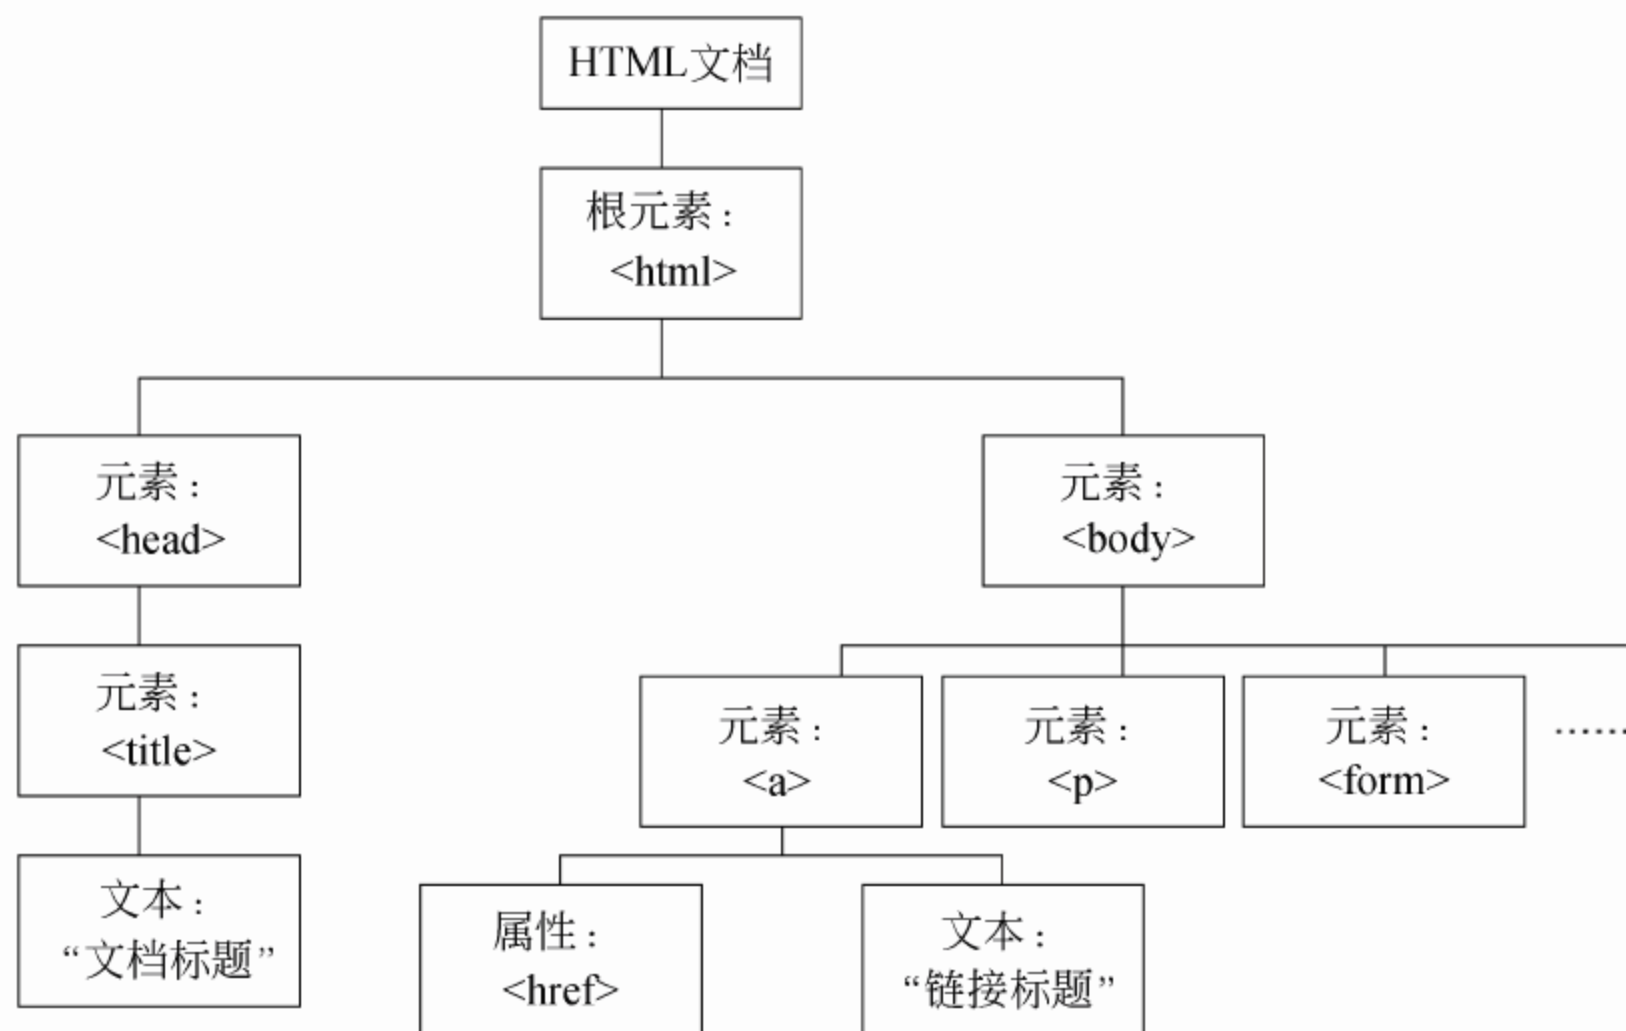 HTML文档
根元素：
<html>
元素：
<head>
元素：
<body>
元素：
<title>
元素：
<a>
元素：
<p>
元素：
<form>
……
文本：
“文档标题”
属性：
<href>
文本：
“链接标题”